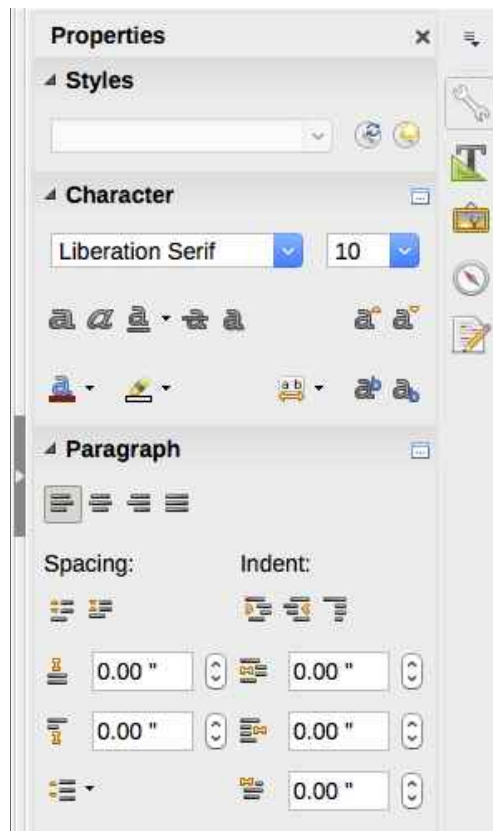 Properties
Styles
Character
Liberation Serif 10
Paragraph
Spacing: Indent:
0.00 " 0.00 "
0.00 " 0.00 "
0.00 "